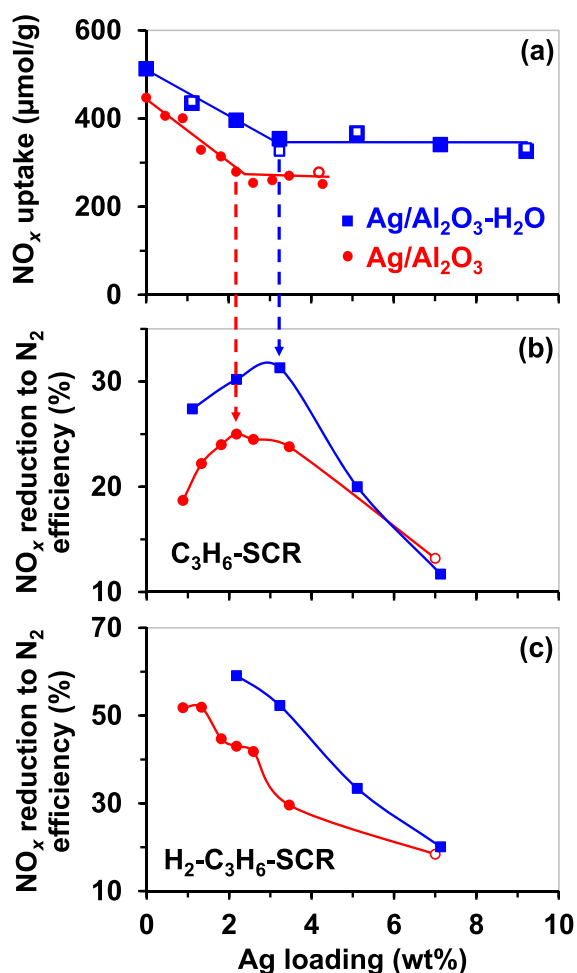 600
400
200
0
NOₓ uptake (μmol/g)
(a)
Ag/Al₂O₃-H₂O
Ag/Al₂O₃
30
20
10
NOₓ reduction to N₂
efficiency (%)
(b)
C₃H₆-SCR
70
50
30
10
NOₓ reduction to N₂
efficiency (%)
(c)
H₂-C₃H₆-SCR
0 2 4 6 8 10
Ag loading (wt%)